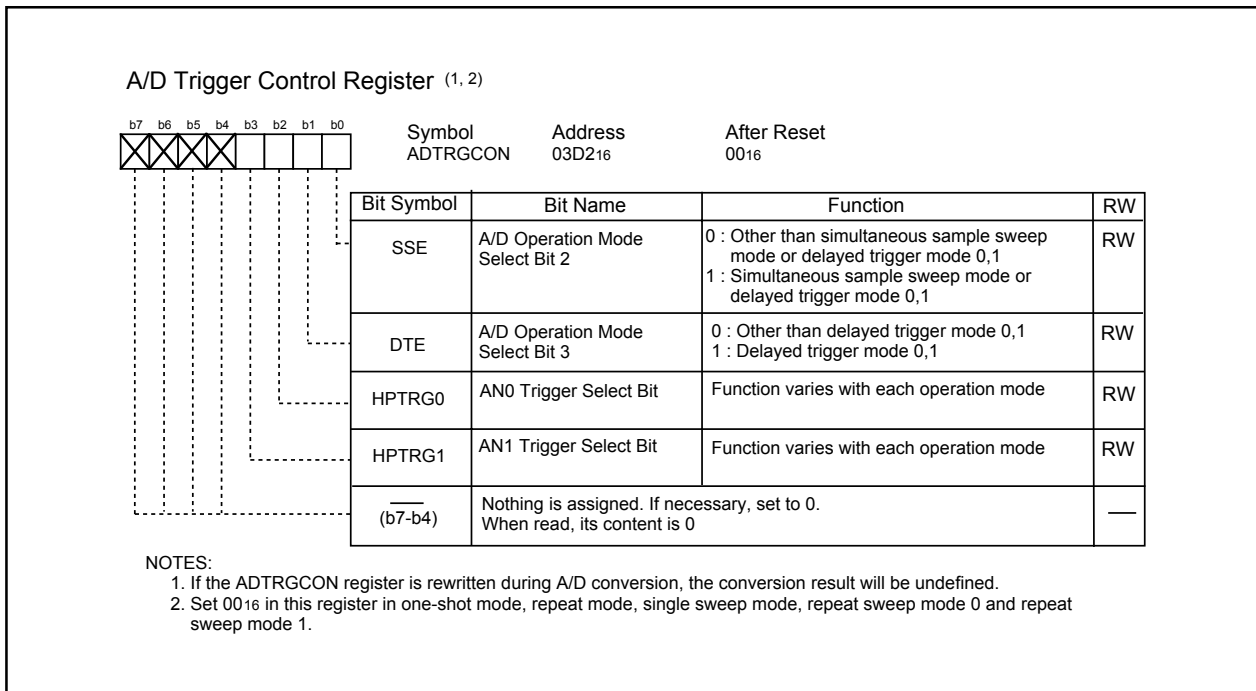 A/D Trigger Control Register (1, 2)
b7 b6 b5 b4 b3 b2 b1 b0
Symbol Address After Reset
ADTRGCON 03D216 0016
Bit Symbol Bit Name Function RW
SSE A/D Operation Mode Select Bit 2 0 : Other than simultaneous sample sweep mode or delayed trigger mode 0,1 RW
1 : Simultaneous sample sweep mode or delayed trigger mode 0,1
DTE A/D Operation Mode Select Bit 3 0 : Other than delayed trigger mode 0,1 RW
1 : Delayed trigger mode 0,1
HPTRG0 AN0 Trigger Select Bit Function varies with each operation mode RW
HPTRG1 AN1 Trigger Select Bit Function varies with each operation mode RW
(b7-b4) Nothing is assigned. If necessary, set to 0.
When read, its content is 0
NOTES:
1. If the ADTRGCON register is rewritten during A/D conversion, the conversion result will be undefined.
2. Set 0016 in this register in one-shot mode, repeat mode, single sweep mode, repeat sweep mode 0 and repeat
sweep mode 1.